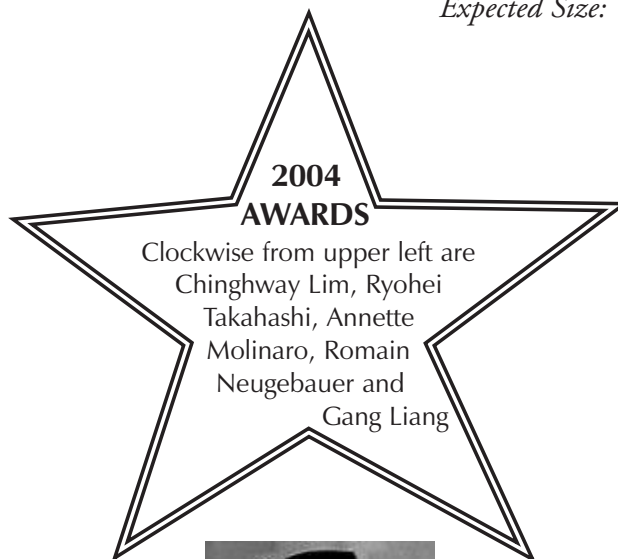 Expected Size:
2004
AWARDS
Clockwise from upper left are
Chinghway Lim, Ryohei
Takahashi, Annette
Molinaro, Romain
Neugebauer and
Gang Liang